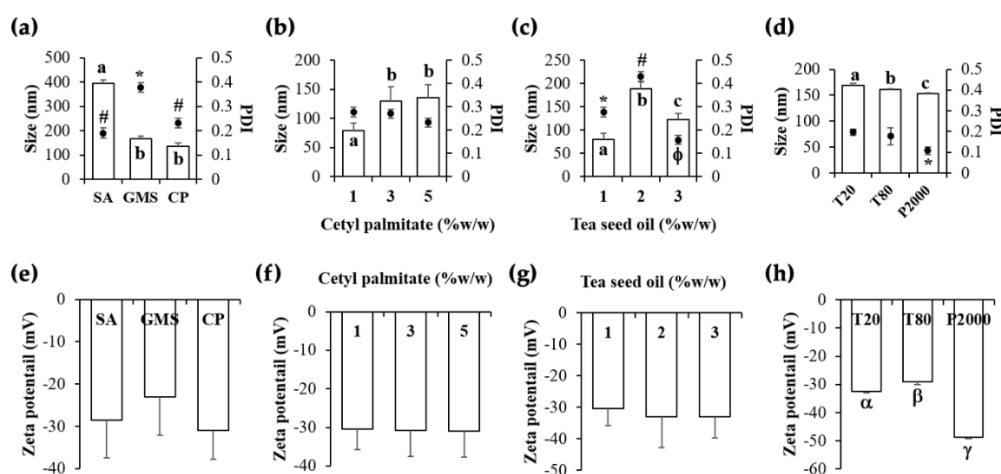 (a)
500
400
300
200
100
0
Size (nm)
a
#
*
b
#
b
0.5
0.4
0.3
0.2
0.1
0
PDI
SA GMS CP
(b)
200
150
100
50
0
Size (nm)
a
b
b
0.5
0.4
0.3
0.2
0.1
0
PDI
1 3 5
Cetyl palmitate (%w/w)
(c)
250
200
150
100
50
0
Size (nm)
*
a
#
b
c
ϕ
0.5
0.4
0.3
0.2
0.1
0
PDI
1 2 3
Tea seed oil (%w/w)
(d)
200
150
100
50
0
Size (nm)
a
b
c
*
0.5
0.4
0.3
0.2
0.1
0
PDI
T20 T80 P2000
(e)
0
-10
-20
-30
-40
Zeta potentail (mV)
SA GMS CP
(f)
Cetyl palmitate (%w/w)
0
-10
-20
-30
-40
Zeta potentail (mV)
1 3 5
(g)
Tea seed oil (%w/w)
0
-10
-20
-30
-40
-50
Zeta potentail (mV)
1 2 3
(h)
0
-10
-20
-30
-40
-50
-60
Zeta potentail (mV)
T20 T80 P2000
α
β
γ